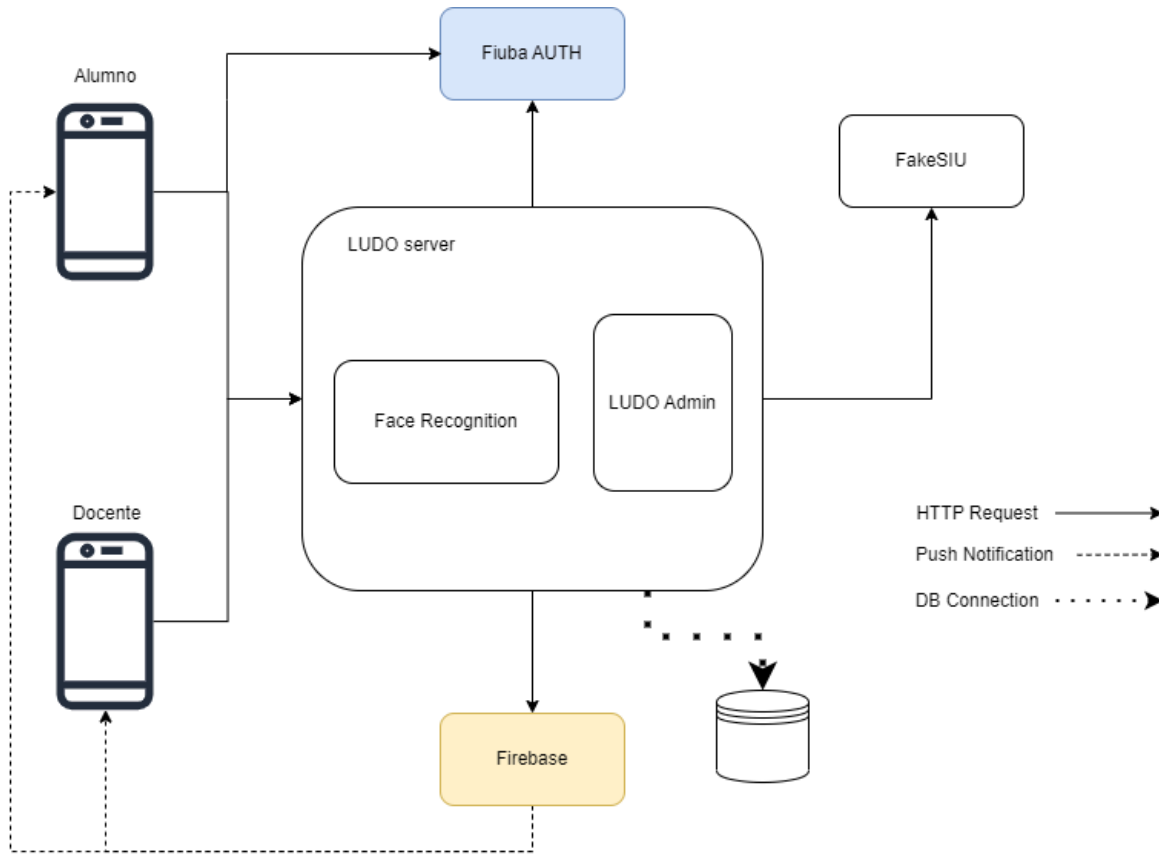 Fiuba AUTH
Alumno
FakeSIU
LUDO server
LUDO Admin
Face Recognition
Docente
HTTP Request
Push Notification
DB Connection
Firebase